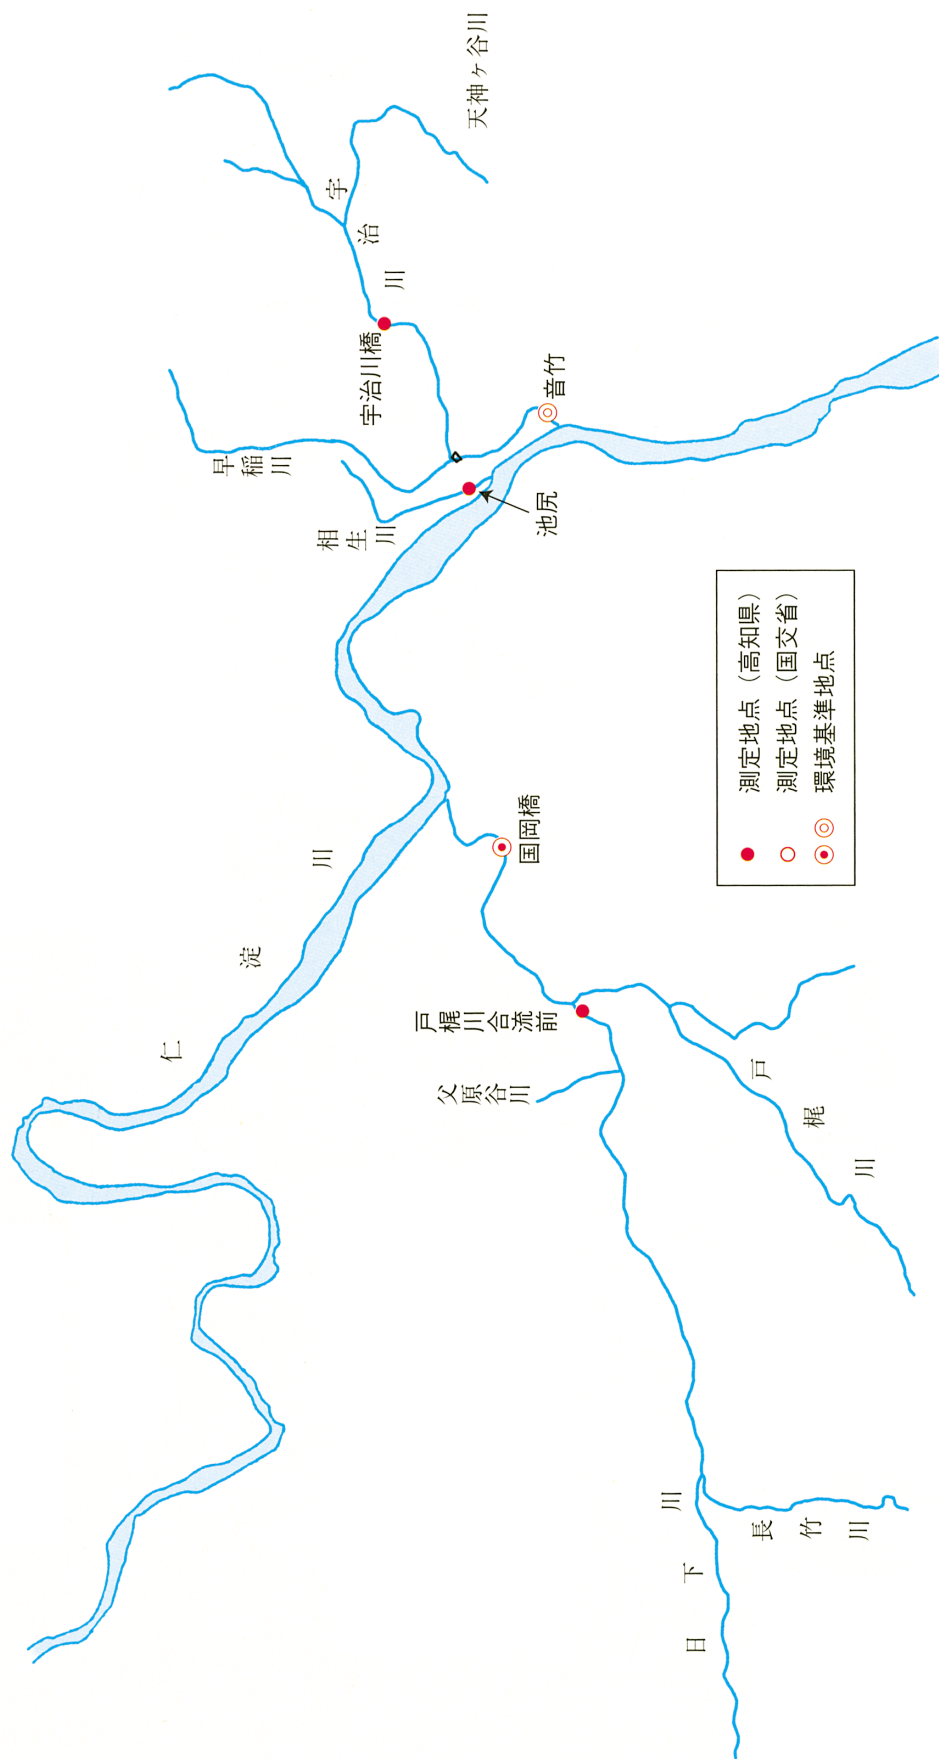 仁淀川
日下川
長竹川
戸梶川
父原谷川
戸梶川合流前
国岡橋
相生川
早稲川
池尻
音竹
宇治川橋
宇治川
天神ヶ谷川
測定地点（高知県）
測定地点（国交省）
環境基準地点